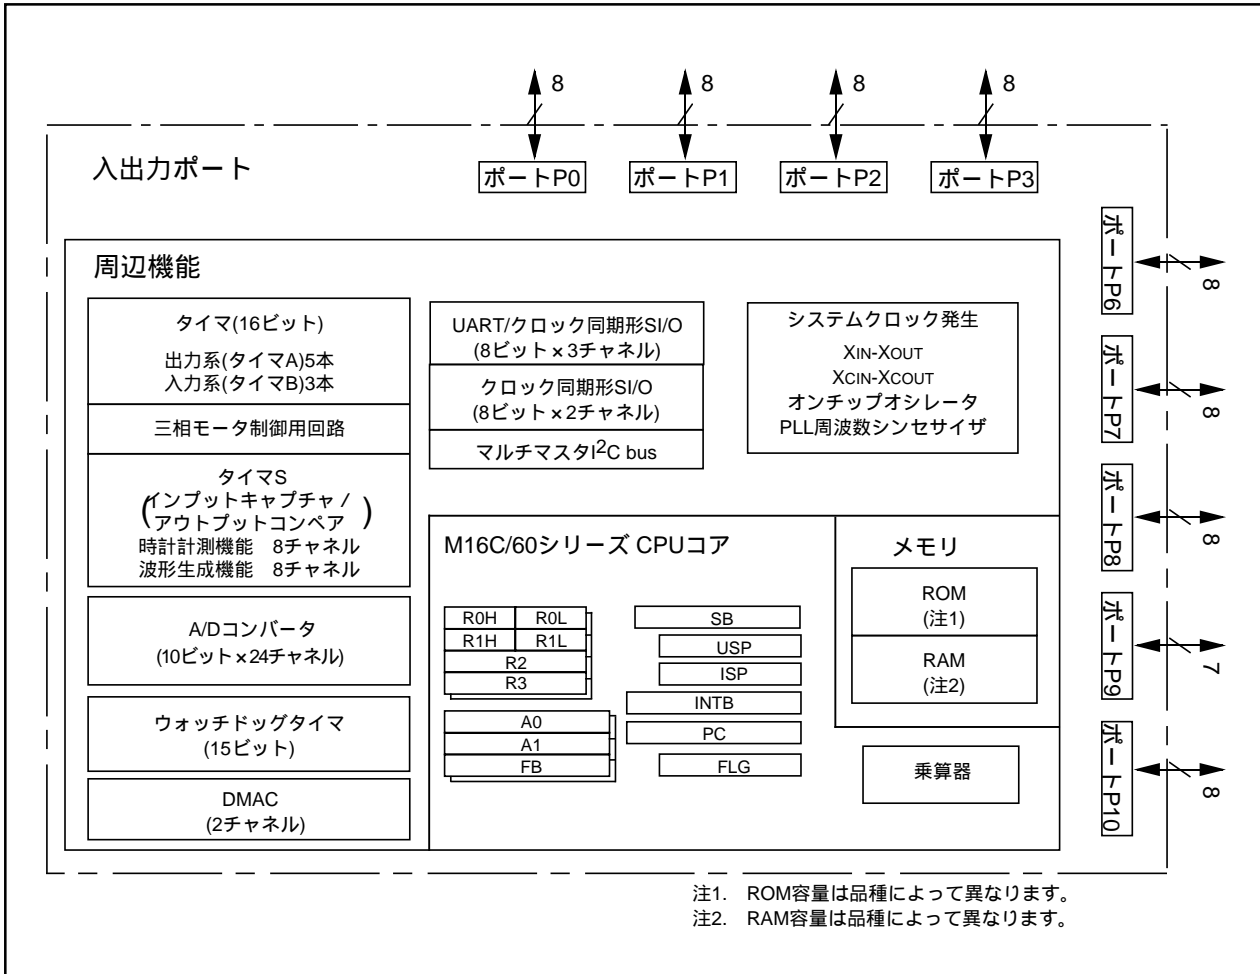 8
8
8
8
入出力ポート
ポートP0
ポートP1
ポートP2
ポートP3
ポートP6
8
ポートP7
8
ポートP8
8
ポートP9
7
ポートP10
8
周辺機能
タイマ(16ビット)
出力系(タイマA)5本
入力系(タイマB)3本
三相モータ制御用回路
タイマS
(インプットキャプチャ /
アウトプットコンペア )
時計計測機能 8チャネル
波形生成機能 8チャネル
A/Dコンバータ
(10ビット×24チャネル)
ウォッチドッグタイマ
(15ビット)
DMAC
(2チャネル)
UART/クロック同期形SI/O
(8ビット×3チャネル)
クロック同期形SI/O
(8ビット×2チャネル)
マルチマスタI²C bus
システムクロック発生
XIN-XOUT
XCIN-XCOUT
オンチップオシレータ
PLL周波数シンセサイザ
M16C/60シリーズ CPUコア
R0H R0L
R1H R1L
R2
R3
A0
A1
FB
SB
USP
ISP
INTB
PC
FLG
メモリ
ROM
(注1)
RAM
(注2)
乗算器
注1. ROM容量は品種によって異なります。
注2. RAM容量は品種によって異なります。